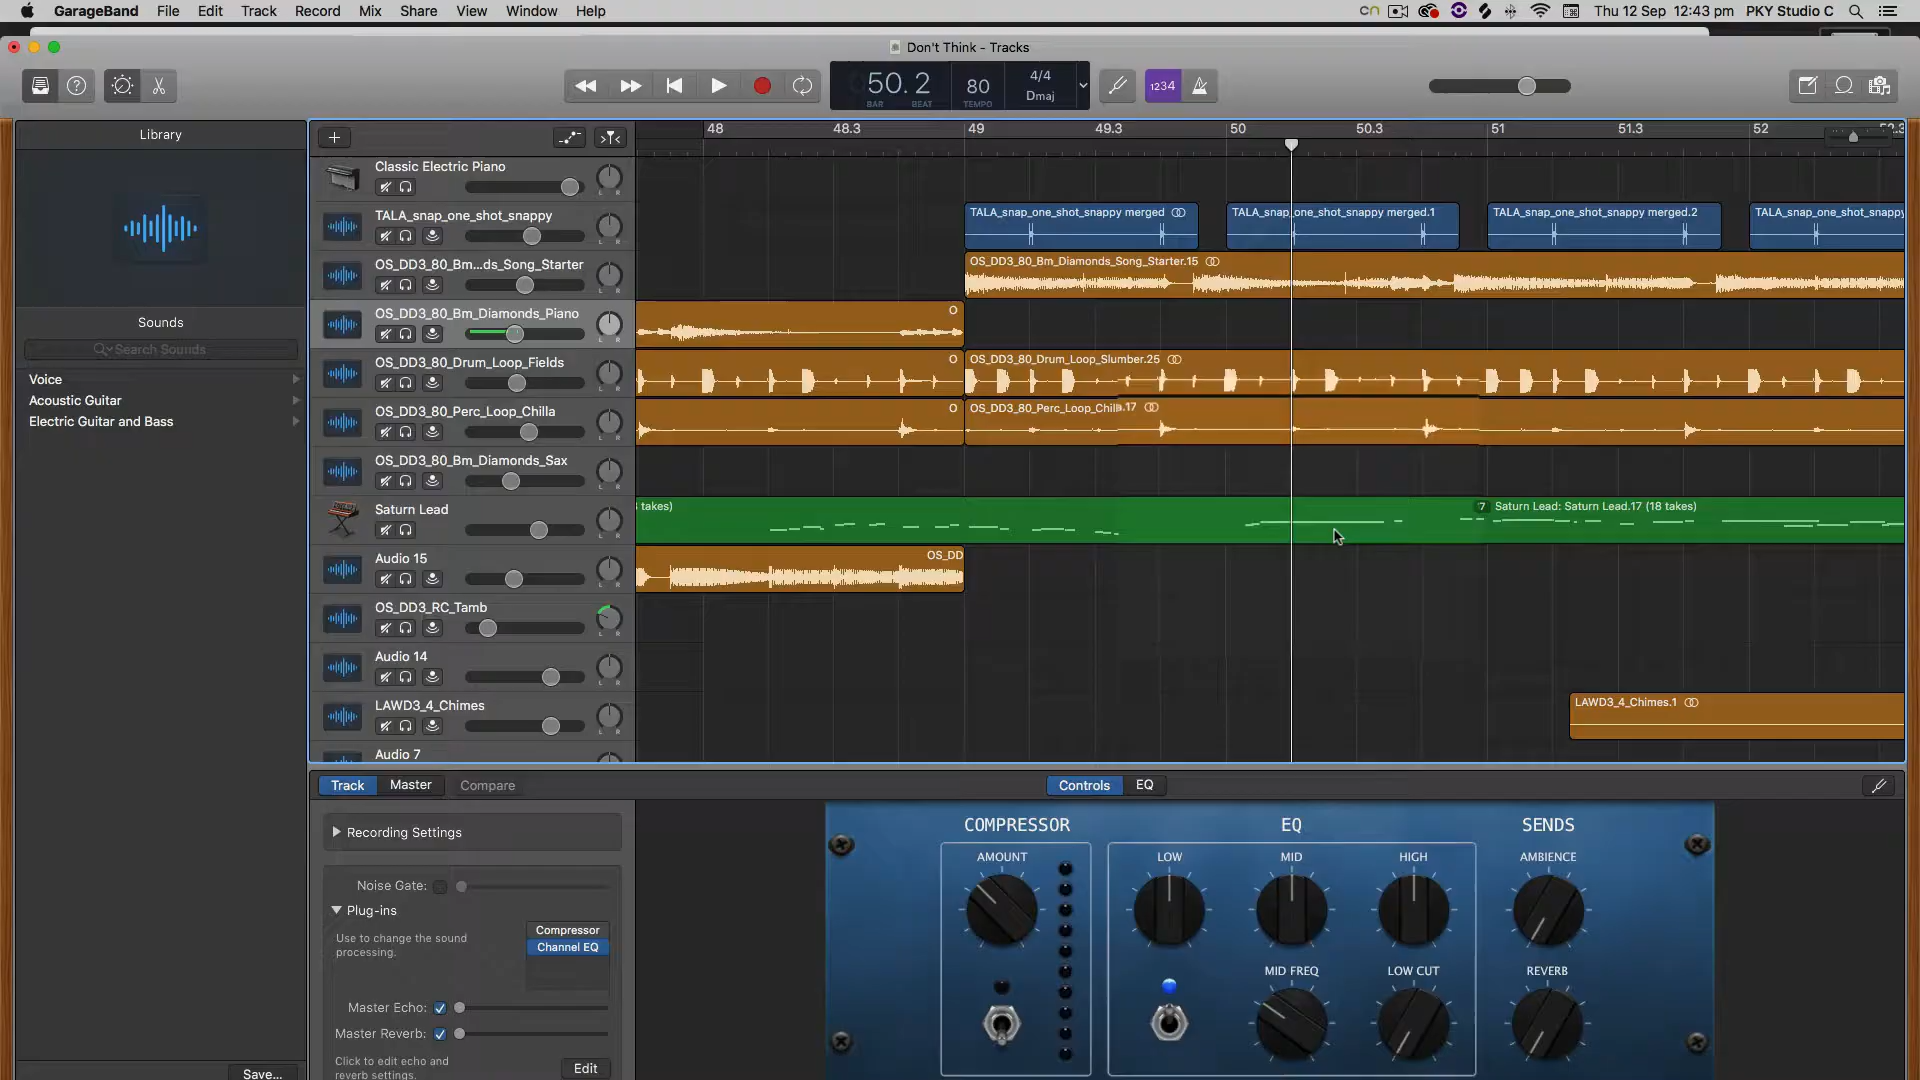 GarageBand File Edit Track Record Mix Share View Window Help
Thu 12 Sep 12:43 pm PKY Studio C
Don't Think - Tracks
50.2 80 4/4
Dmaj
BAR BEAT TEMPO
1234
Library
48 48.3 49 49.3 50 50.3 51 51.3 52
Sounds
Search Sounds
Voice
Acoustic Guitar
Electric Guitar and Bass
Save...
Classic Electric Piano
TALA_snap_one_shot_snappy
OS_DD3_80_Bm...ds_Song_Starter
OS_DD3_80_Bm_Diamonds_Piano
OS_DD3_80_Drum_Loop_Fields
OS_DD3_80_Perc_Loop_Chilla
OS_DD3_80_Bm_Diamonds_Sax
Saturn Lead
Audio 15
OS_DD3_RC_Tamb
Audio 14
LAWD3_4_Chimes
Audio 7
L R
TALA_snap_one_shot_snappy merged
TALA_snap_one_shot_snappy merged.1
TALA_snap_one_shot_snappy merged.2
TALA_snap_one_shot_snappy
OS_DD3_80_Bm_Diamonds_Song_Starter.15
O
O OS_DD3_80_Drum_Loop_Slumber.25
O OS_DD3_80_Perc_Loop_Chilla.17
takes) 7 Saturn Lead: Saturn Lead.17 (18 takes)
OS_DD
LAWD3_4_Chimes.1
Track Master Compare Controls EQ
Recording Settings
Noise Gate:
Plug-ins
Use to change the sound
processing.
Compressor
Channel EQ
Master Echo:
Master Reverb:
Click to edit echo and
reverb settings.
Edit
COMPRESSOR EQ SENDS
AMOUNT LOW MID HIGH AMBIENCE
MID FREQ LOW CUT REVERB